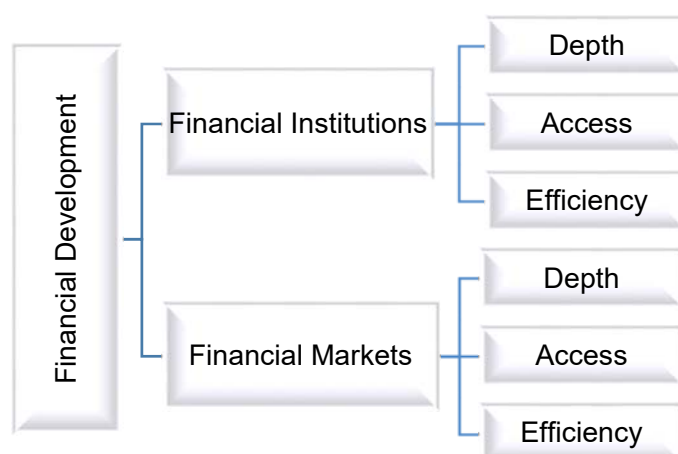 Financial Development
Financial Institutions
Depth
Access
Efficiency
Financial Markets
Depth
Access
Efficiency